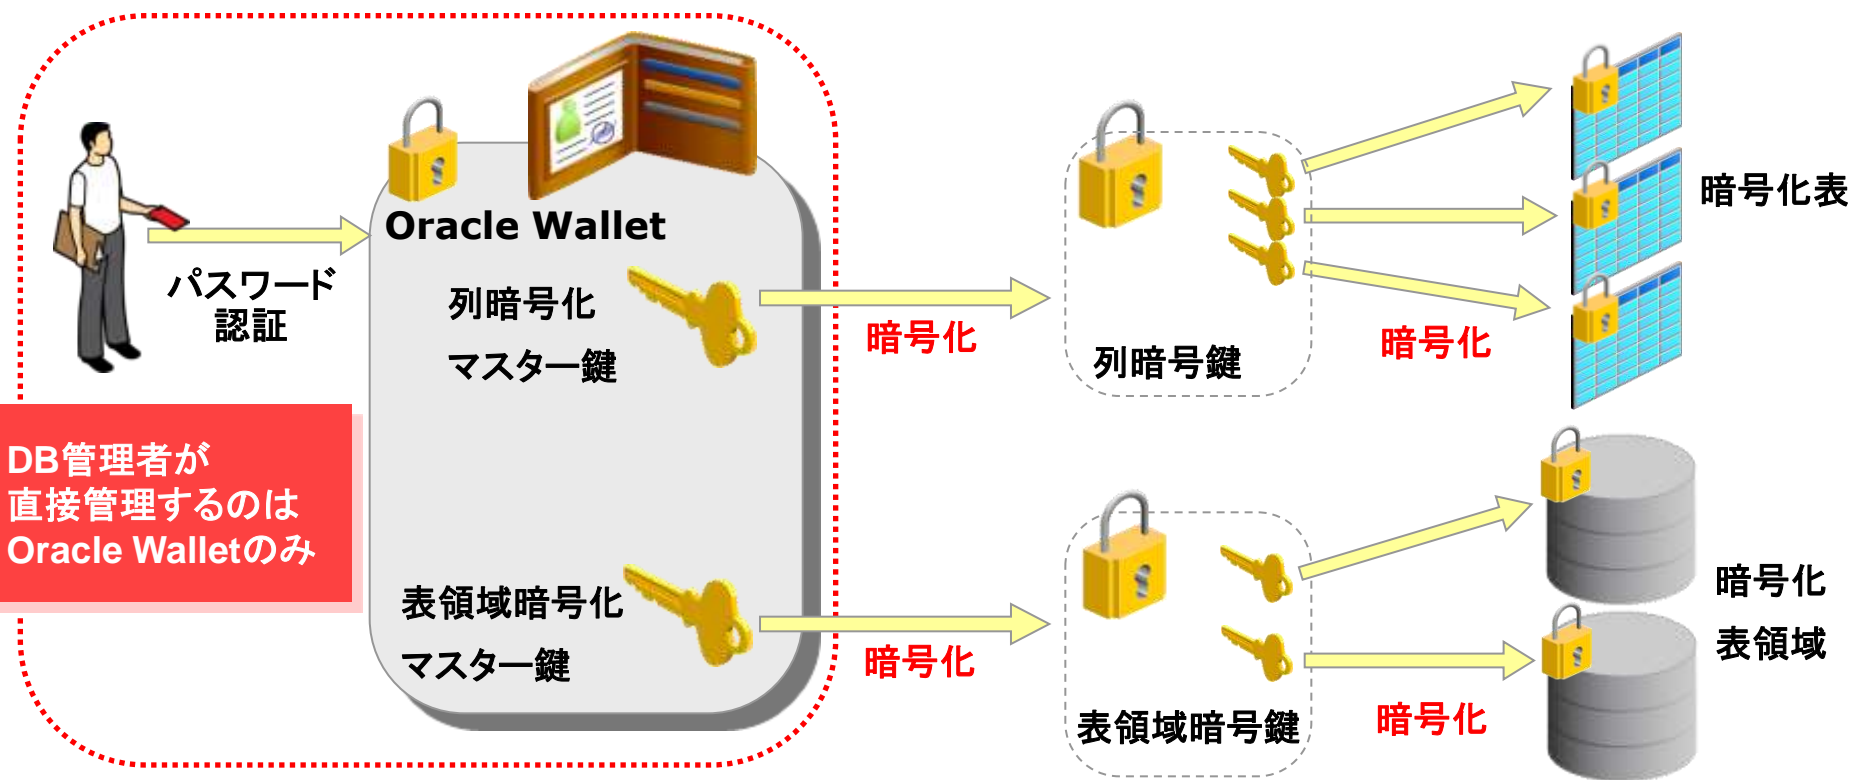 Oracle Wallet
パスワード
認証
列暗号化
マスター鍵
暗号化
列暗号鍵
暗号化
暗号化表
DB管理者が
直接管理するのは
Oracle Walletのみ
表領域暗号化
マスター鍵
暗号化
表領域暗号鍵
暗号化
暗号化
表領域